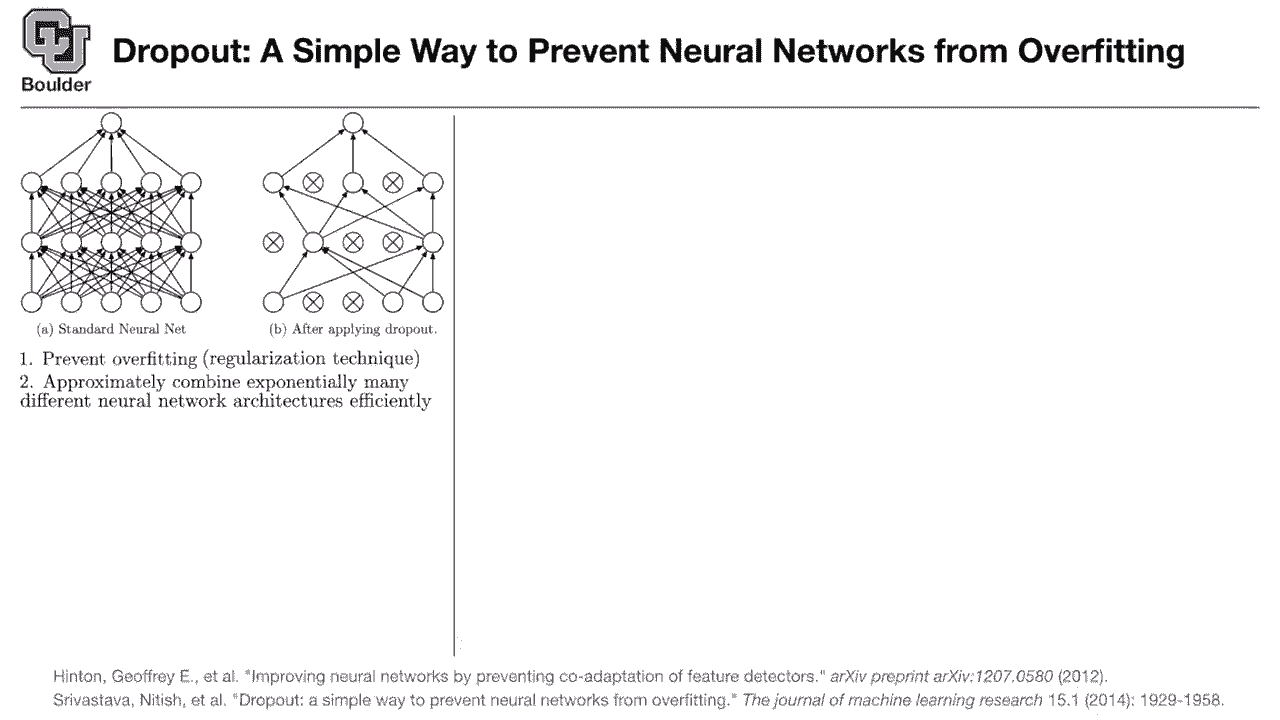 Boulder
Dropout: A Simple Way to Prevent Neural Networks from Overfitting
(a) Standard Neural Net
(b) After applying dropout.
1. Prevent overfitting (regularization technique)
2. Approximately combine exponentially many
different neural network architectures efficiently
Hinton, Geoffrey E., et al. "Improving neural networks by preventing co-adaptation of feature detectors." arXiv preprint arXiv:1207.0580 (2012).
Srivastava, Nitish, et al. "Dropout: a simple way to prevent neural networks from overfitting." The journal of machine learning research 15.1 (2014): 1929-1958.